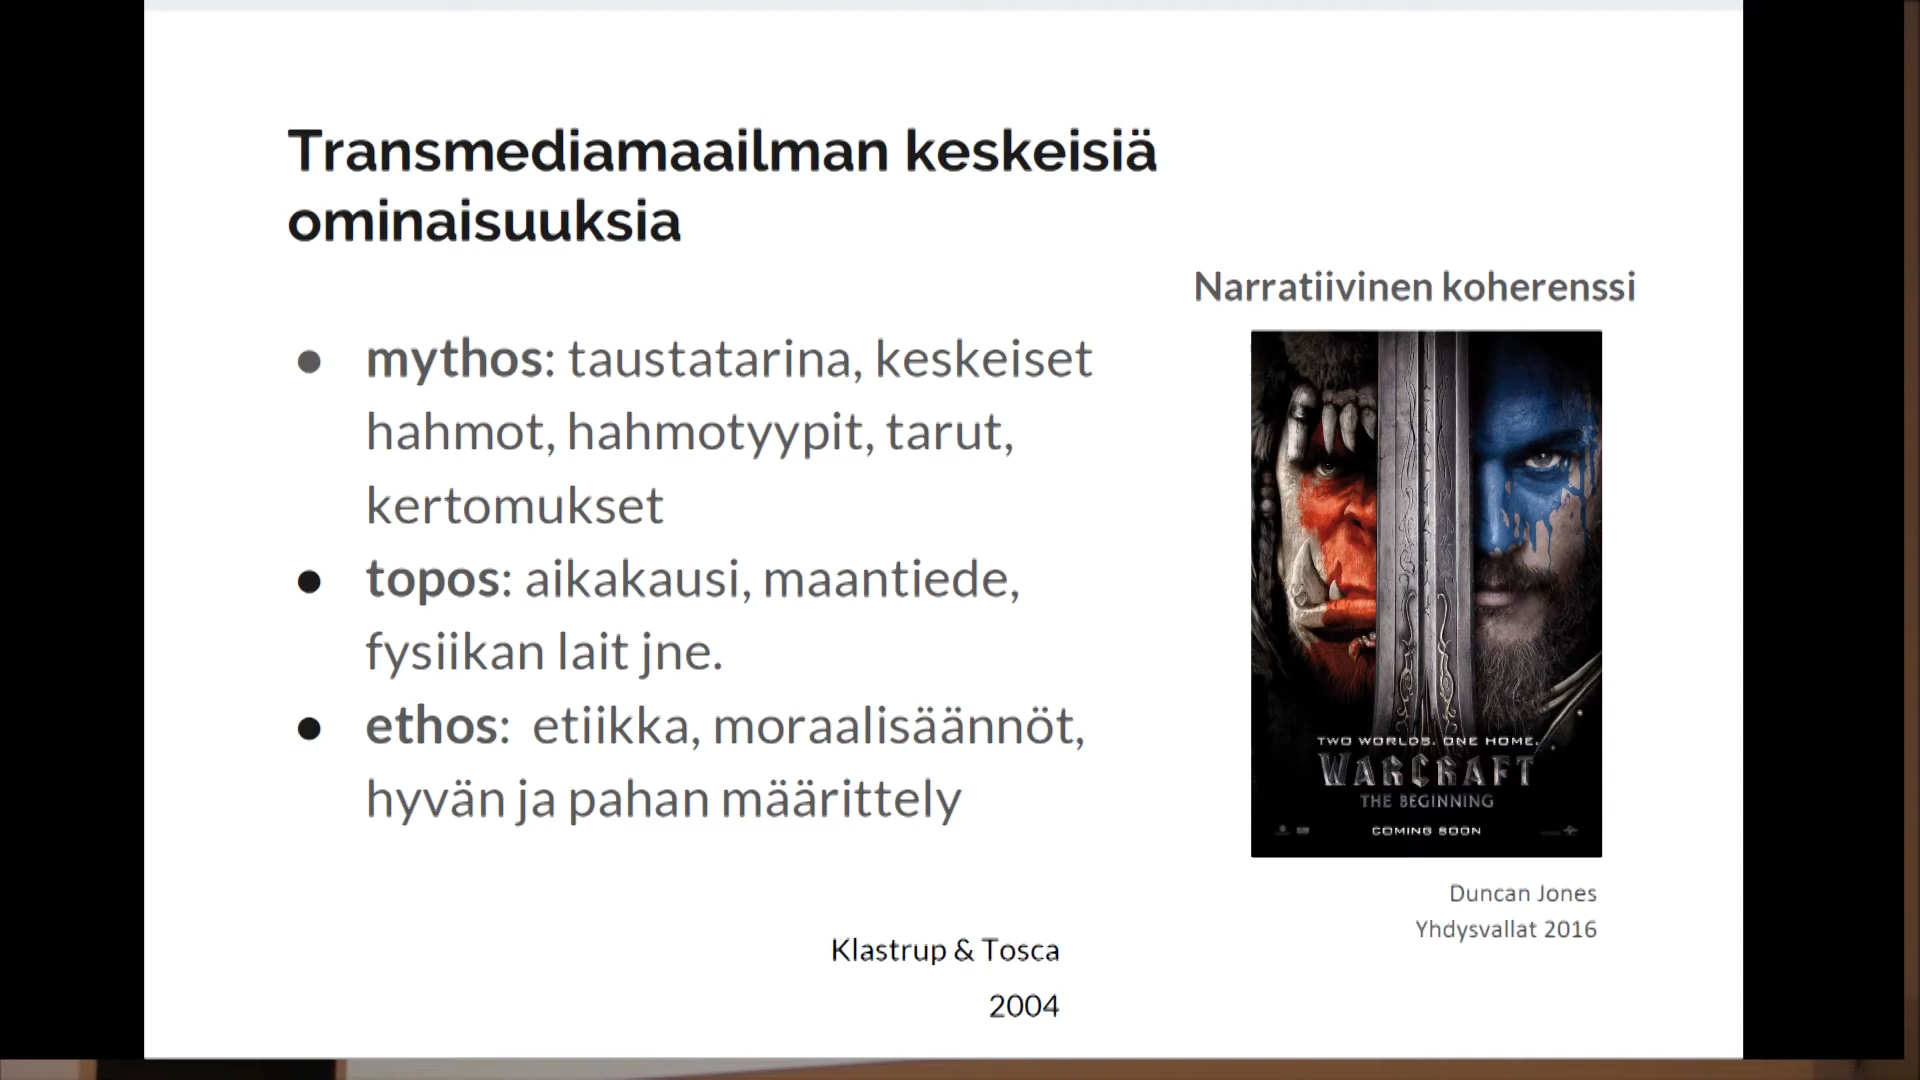 Transmediamaailman keskeisiä
ominaisuuksia
Narratiivinen koherenssi
● mythos: taustatarina, keskeiset
hahmot, hahmotyypit, tarut,
kertomukset
● topos: aikakausi, maantiede,
fysiikan lait jne.
● ethos: etiikka, moraalisäännöt,
hyvän ja pahan määrittely
TWO WORLDS. ONE HOME.
WARCRAFT
THE BEGINNING
COMING SOON
Duncan Jones
Yhdysvallat 2016
Klastrup & Tosca
2004